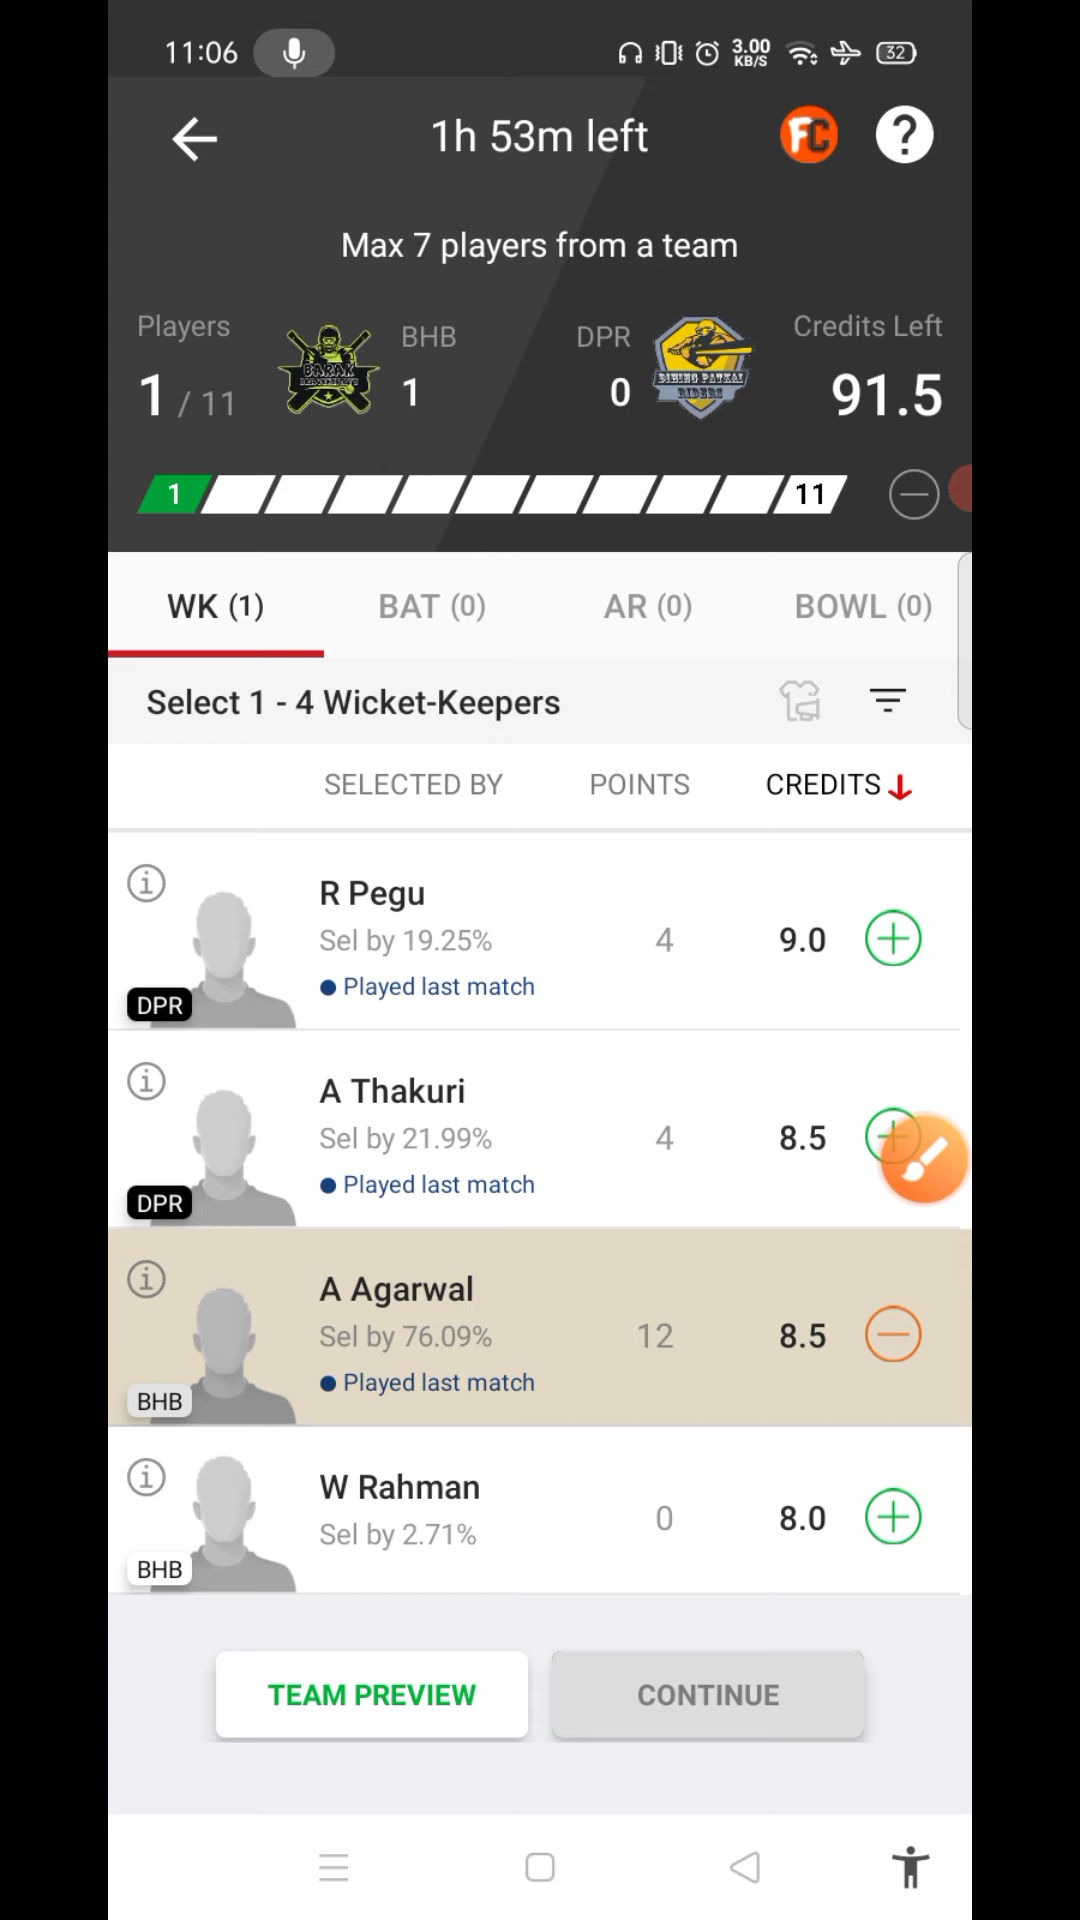 11:06
3.00
KB/S
32
1h 53m left
FC
?
Max 7 players from a team
Players
BHB
DPR
Credits Left
1 / 11
BARAK
1
0
DIHING PATKAI
RIDERS
91.5
1
11
WK (1)
BAT (0)
AR (0)
BOWL (0)
Select 1 - 4 Wicket-Keepers
SELECTED BY
POINTS
CREDITS
R Pegu
Sel by 19.25%
4
9.0
Played last match
DPR
A Thakuri
Sel by 21.99%
4
8.5
Played last match
DPR
A Agarwal
Sel by 76.09%
12
8.5
Played last match
BHB
W Rahman
Sel by 2.71%
0
8.0
BHB
TEAM PREVIEW
CONTINUE